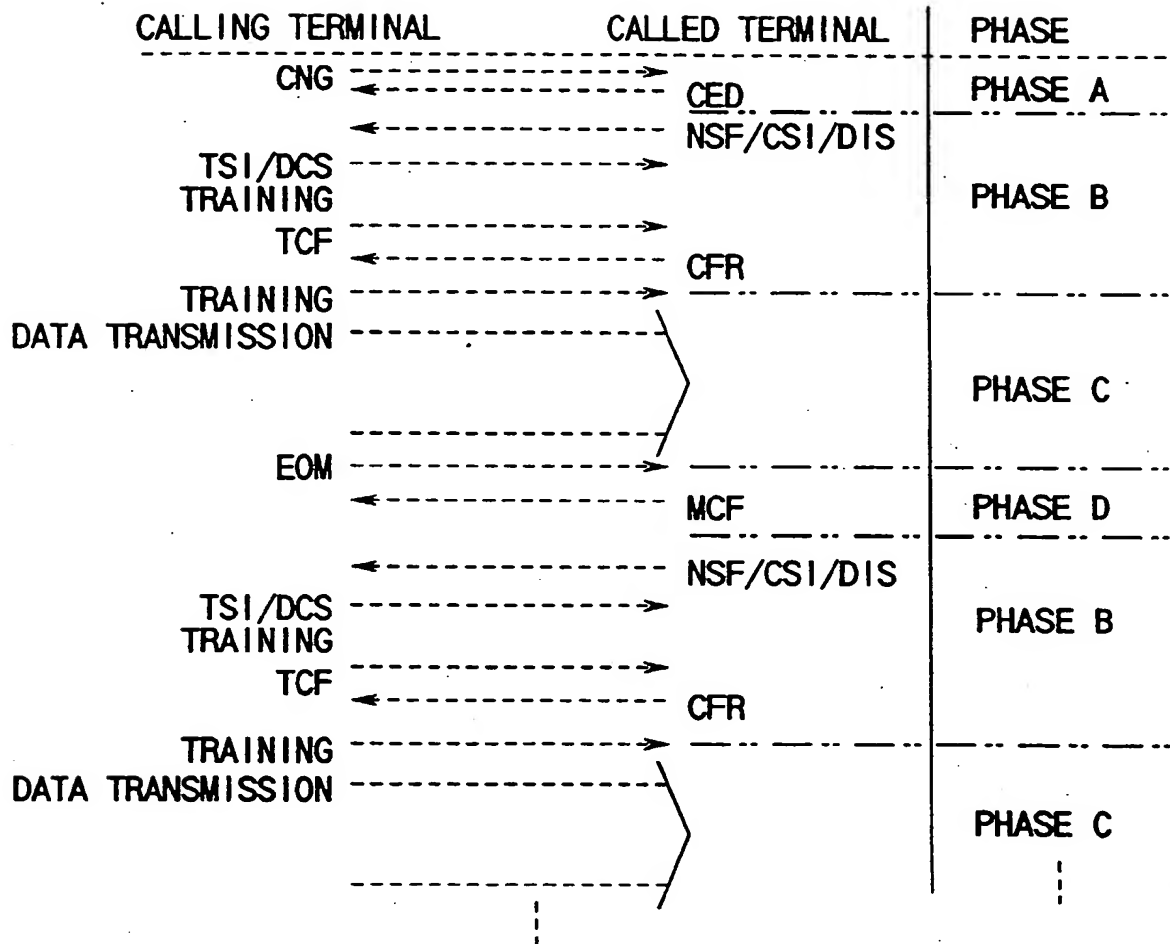 CALLING TERMINAL CALLED TERMINAL PHASE
CNG
CED PHASE A
NSF/CSI/DIS
TSI/DCS
TRAINING PHASE B
TCF
CFR
TRAINING
DATA TRANSMISSION
PHASE C
EOM
MCF PHASE D
NSF/CSI/DIS
TSI/DCS
TRAINING PHASE B
TCF
CFR
TRAINING
DATA TRANSMISSION
PHASE C